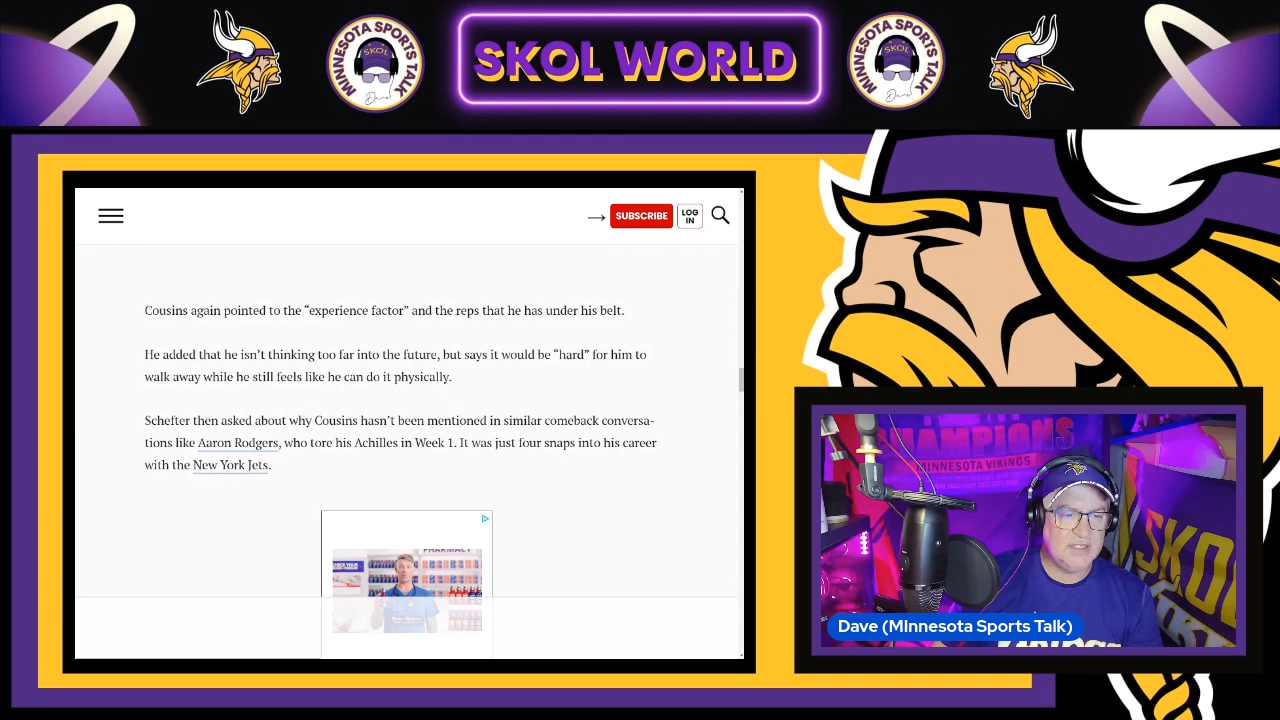 MINNESOTA SPORTS TALK
SKOL
Dave
SKOL WORLD
MINNESOTA SPORTS TALK
SKOL
Dave
SUBSCRIBE
LOG
IN
Cousins again pointed to the “experience factor” and the reps that he has under his belt.
He added that he isn’t thinking too far into the future, but says it would be “hard” for him to
walk away while he still feels like he can do it physically.
Schefter then asked about why Cousins hasn’t been mentioned in similar comeback conversa-
tions like Aaron Rodgers, who tore his Achilles in Week 1. It was just four snaps into his career
with the New York Jets.
PHARMACY
CHECK YOUR
CHAMPIONS
MINNESOTA VIKINGS
SKOL
Dave (MInnesota Sports Talk)